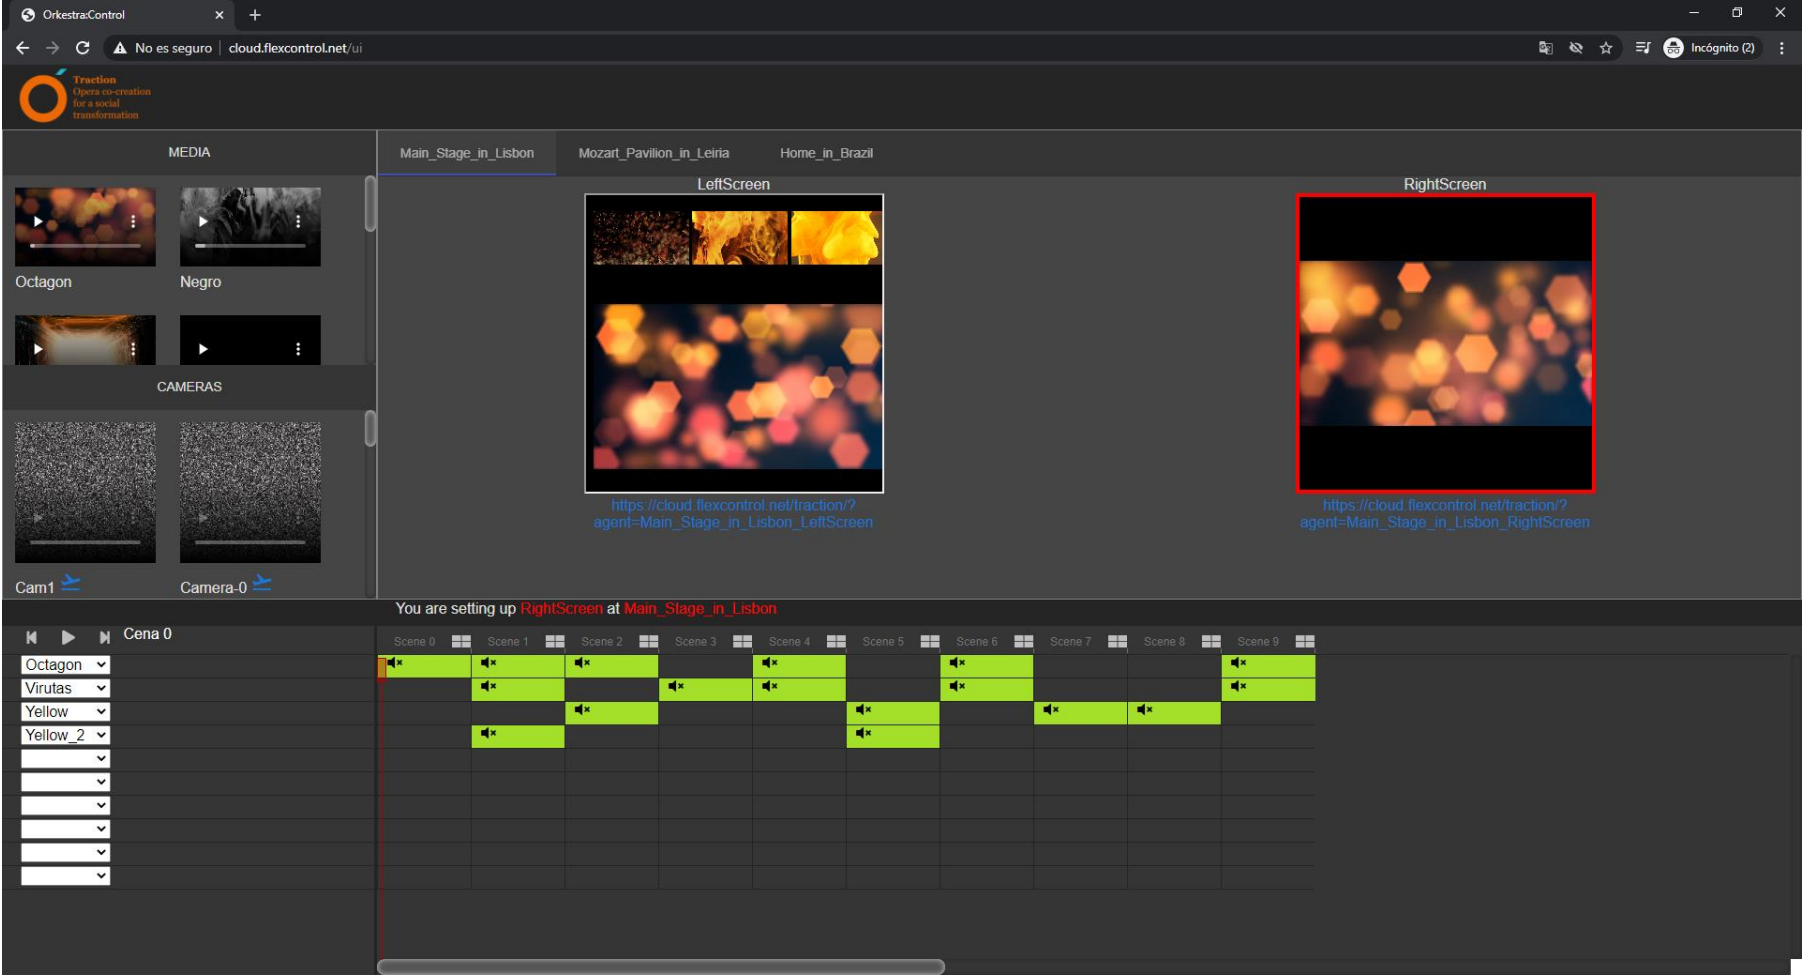 Orkestra:Control
No es seguro | cloud.flexcontrol.net/ui
Incógnito (2)
Traction
Opera co-creation
for a social
transformation
MEDIA
Octagon
Negro
CAMERAS
Cam1
Camera-0
Main_Stage_in_Lisbon
Mozart_Pavilion_in_Leiria
Home_in_Brazil
LeftScreen
https://cloud.flexcontrol.net/traction/?
agent=Main_Stage_in_Lisbon_LeftScreen
RightScreen
https://cloud.flexcontrol.net/traction/?
agent=Main_Stage_in_Lisbon_RightScreen
You are setting up RightScreen at Main_Stage_in_Lisbon
Cena 0
Scene 0
Scene 1
Scene 2
Scene 3
Scene 4
Scene 5
Scene 6
Scene 7
Scene 8
Scene 9
Octagon
Virutas
Yellow
Yellow_2